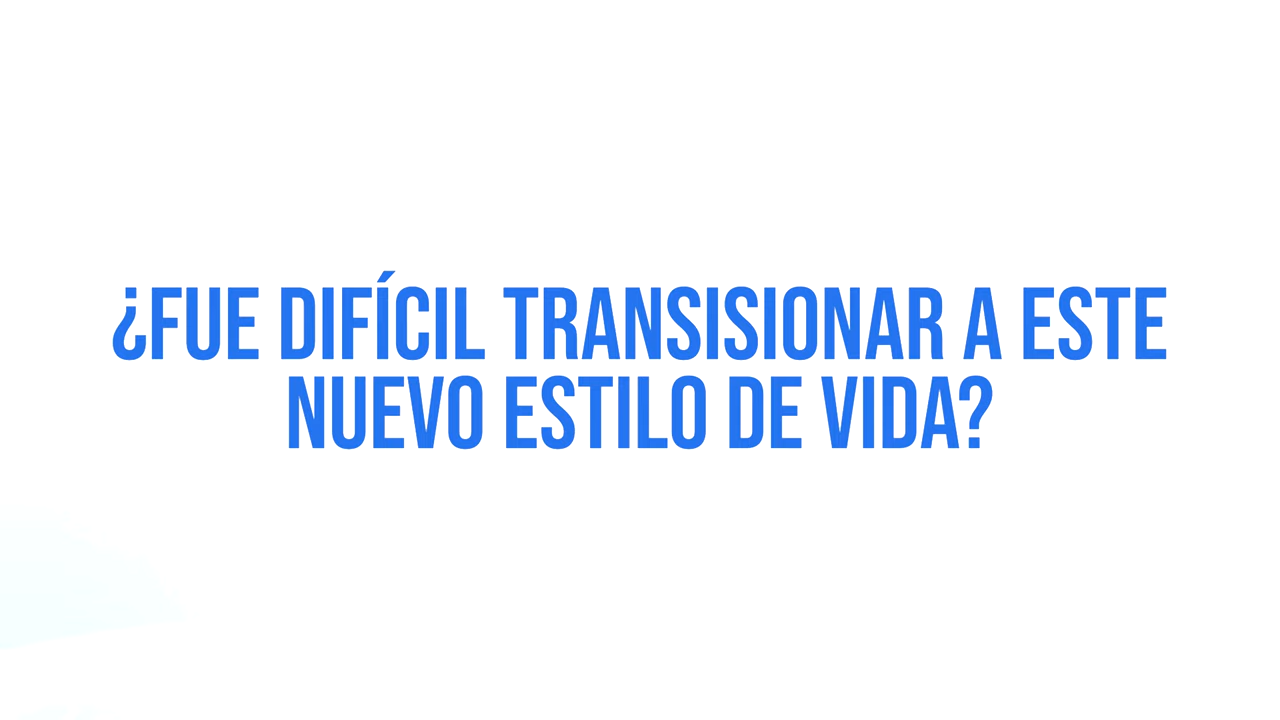 ¿FUE DIFÍCIL TRANSISIONAR A ESTE
NUEVO ESTILO DE VIDA?